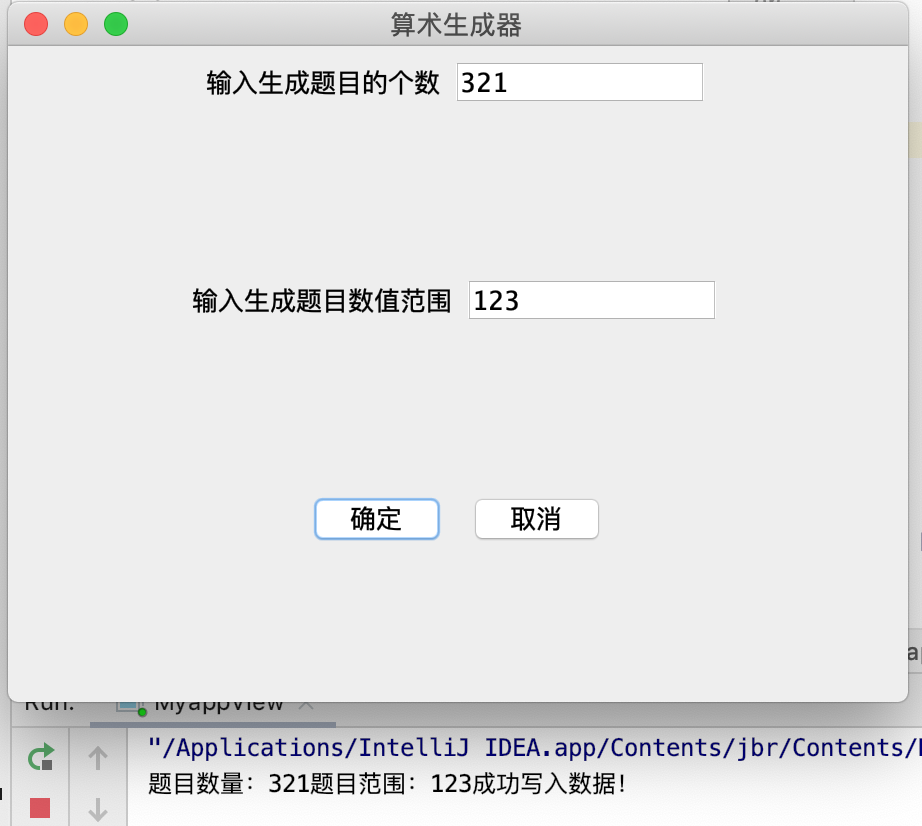 算术生成器
输入生成题目的个数 321
输入生成题目数值范围 123
确定 取消
Run: MyappView
"/Applications/IntelliJ IDEA.app/Contents/jbr/Contents/
题目数量：321题目范围：123成功写入数据！